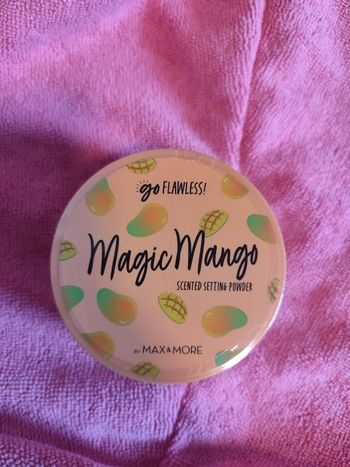 go FLAWLESS!
Magic Mango
SCENTED SETTING POWDER
BY MAX & MORE